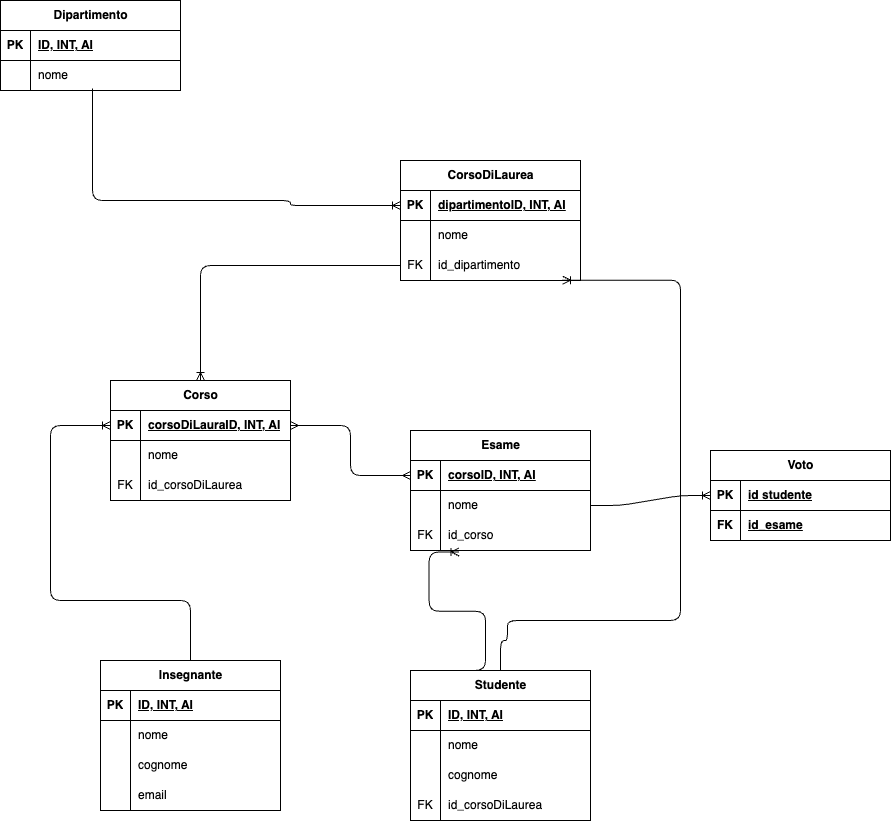 Dipartimento
PK ID, INT, AI
nome
CorsoDiLaurea
PK dipartimentoID, INT, AI
nome
FK id_dipartimento
Corso
PK corsoDiLauraID, INT, AI
nome
FK id_corsoDiLaurea
Esame
PK corsoID, INT, AI
nome
FK id_corso
Voto
PK id studente
FK id_esame
Insegnante
PK ID, INT, AI
nome
cognome
email
Studente
PK ID, INT, AI
nome
cognome
FK id_corsoDiLaurea